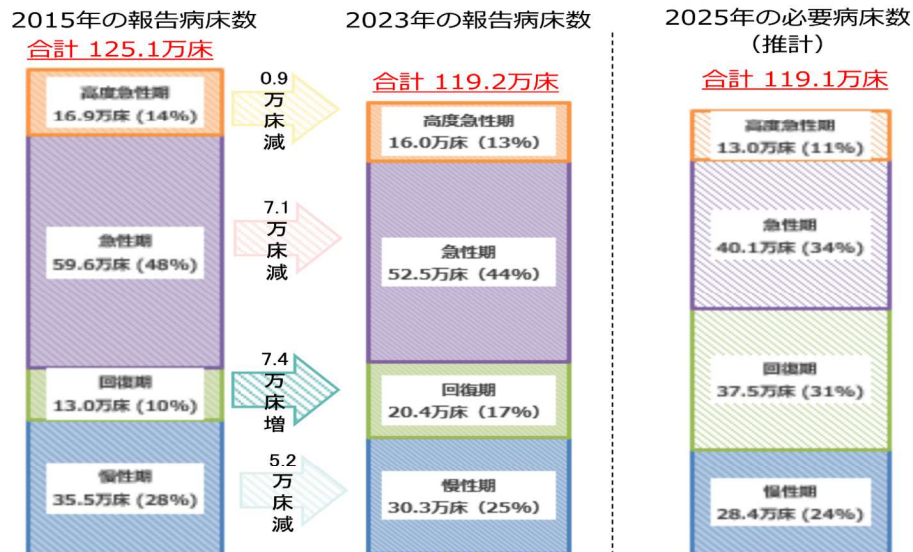 2015年の報告病床数
合計 125.1万床
高度急性期
16.9万床 (14%)
急性期
59.6万床 (48%)
回復期
13.0万床 (10%)
慢性期
35.5万床 (28%)
0.9
万
床
減
7.1
万
床
減
7.4
万
床
増
5.2
万
床
減
2023年の報告病床数
合計 119.2万床
高度急性期
16.0万床 (13%)
急性期
52.5万床 (44%)
回復期
20.4万床 (17%)
慢性期
30.3万床 (25%)
2025年の必要病床数
（推計）
合計 119.1万床
高度急性期
13.0万床 (11%)
急性期
40.1万床 (34%)
回復期
37.5万床 (31%)
慢性期
28.4万床 (24%)